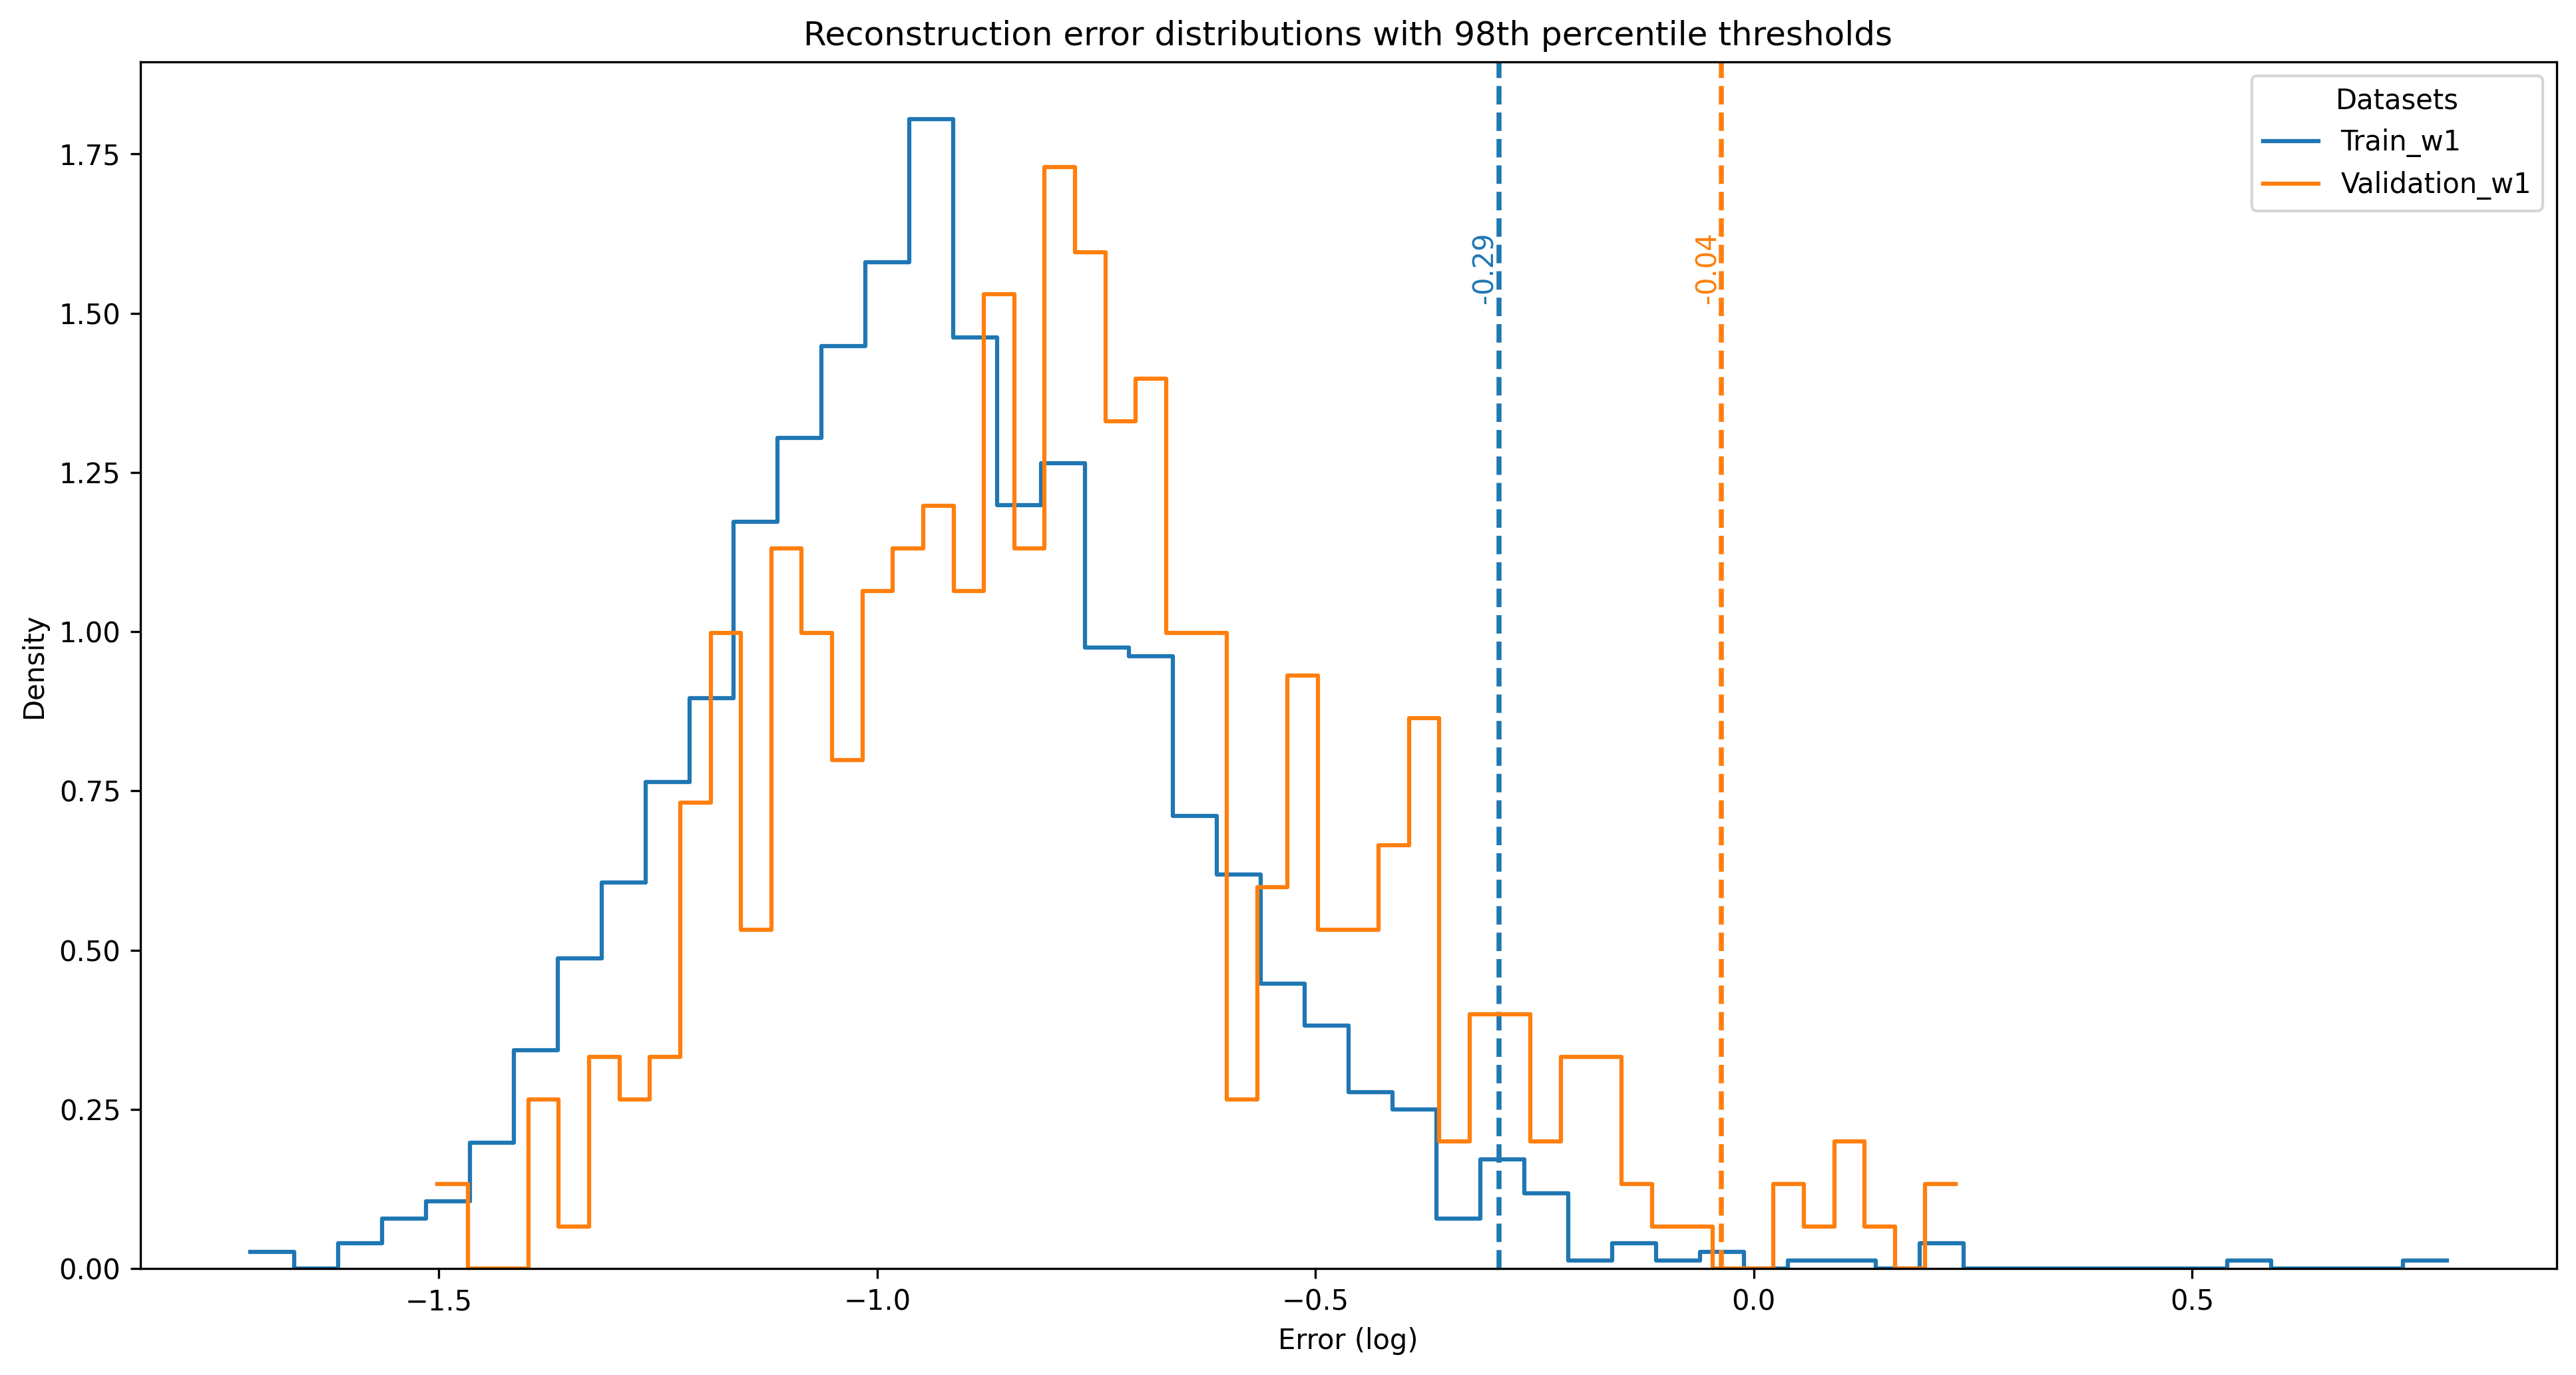 Reconstruction error distributions with 98th percentile thresholds
Datasets
Train_w1
Validation_w1
-0.29
-0.04
Density
1.75
1.50
1.25
1.00
0.75
0.50
0.25
0.00
−1.5
−1.0
−0.5
0.0
0.5
Error (log)